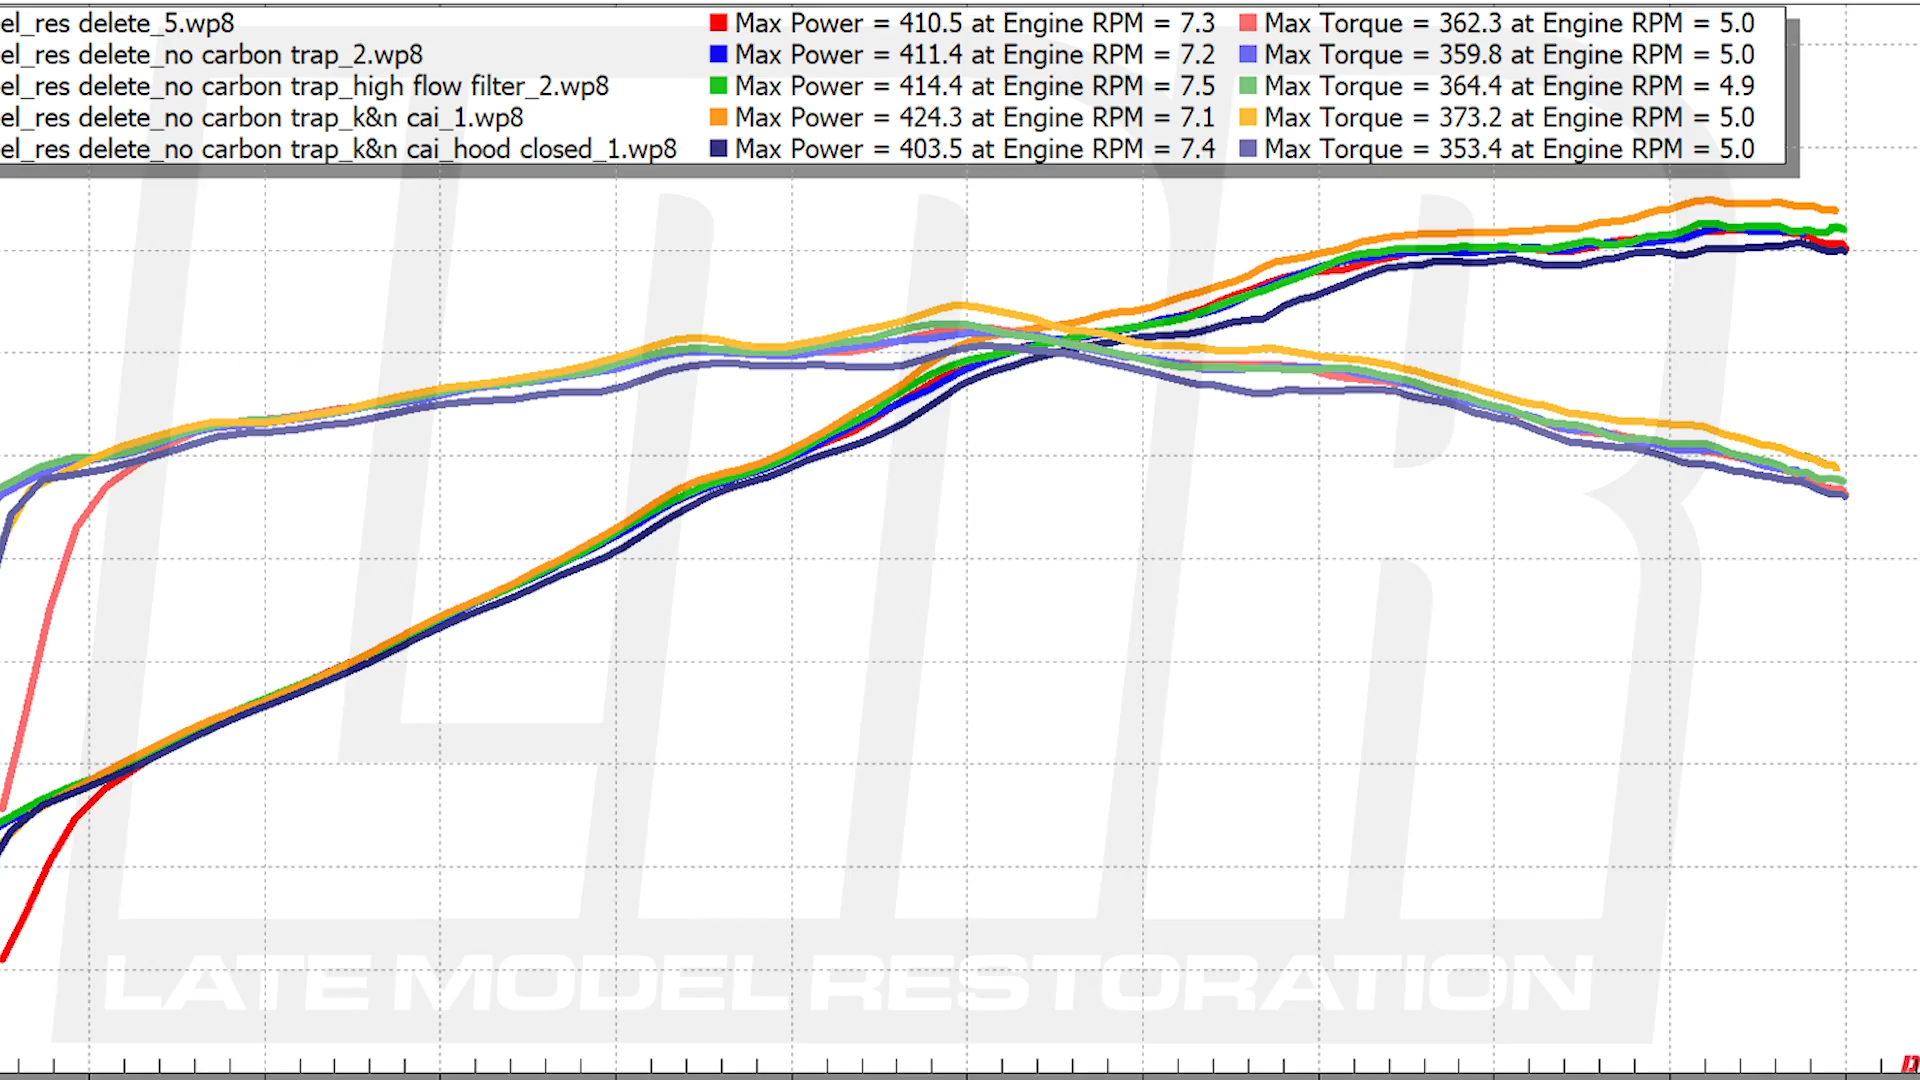 el_res delete_5.wp8 Max Power = 410.5 at Engine RPM = 7.3 Max Torque = 362.3 at Engine RPM = 5.0
el_res delete_no carbon trap_2.wp8 Max Power = 411.4 at Engine RPM = 7.2 Max Torque = 359.8 at Engine RPM = 5.0
el_res delete_no carbon trap_high flow filter_2.wp8 Max Power = 414.4 at Engine RPM = 7.5 Max Torque = 364.4 at Engine RPM = 4.9
el_res delete_no carbon trap_k&n cai_1.wp8 Max Power = 424.3 at Engine RPM = 7.1 Max Torque = 373.2 at Engine RPM = 5.0
el_res delete_no carbon trap_k&n cai_hood closed_1.wp8 Max Power = 403.5 at Engine RPM = 7.4 Max Torque = 353.4 at Engine RPM = 5.0
LMR
LATE MODEL RESTORATION